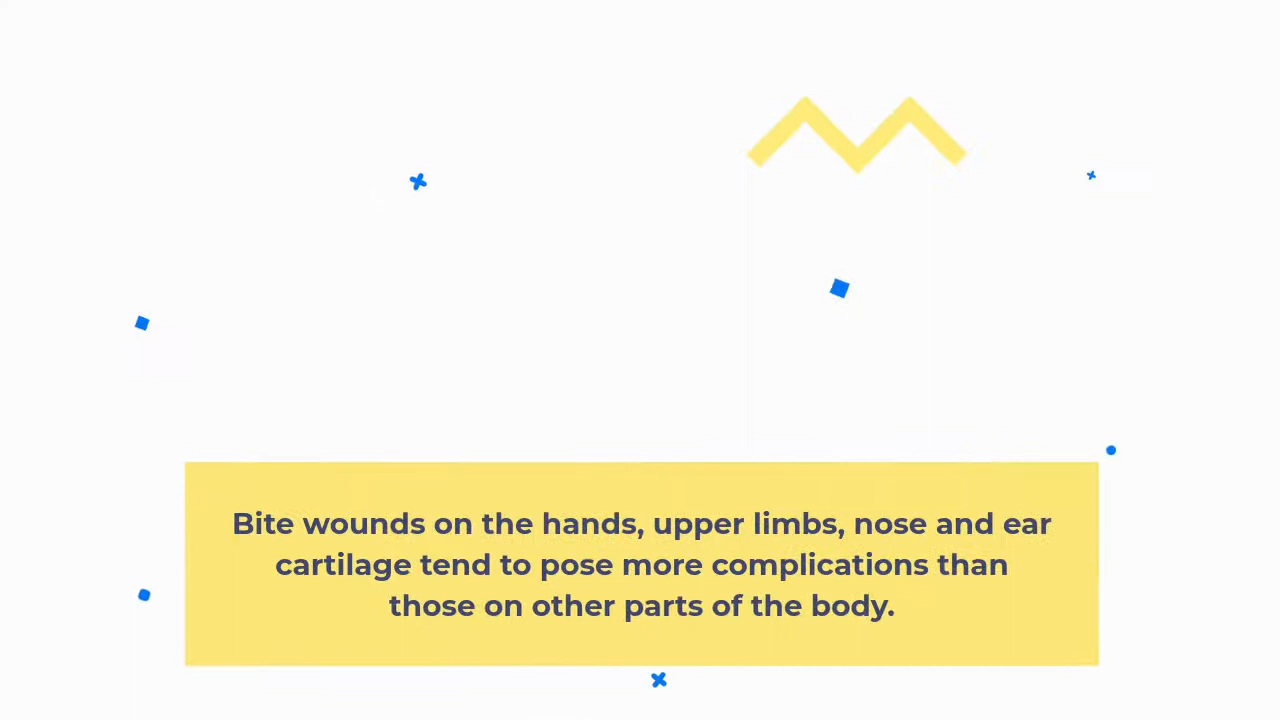 Bite wounds on the hands, upper limbs, nose and ear
cartilage tend to pose more complications than
those on other parts of the body.